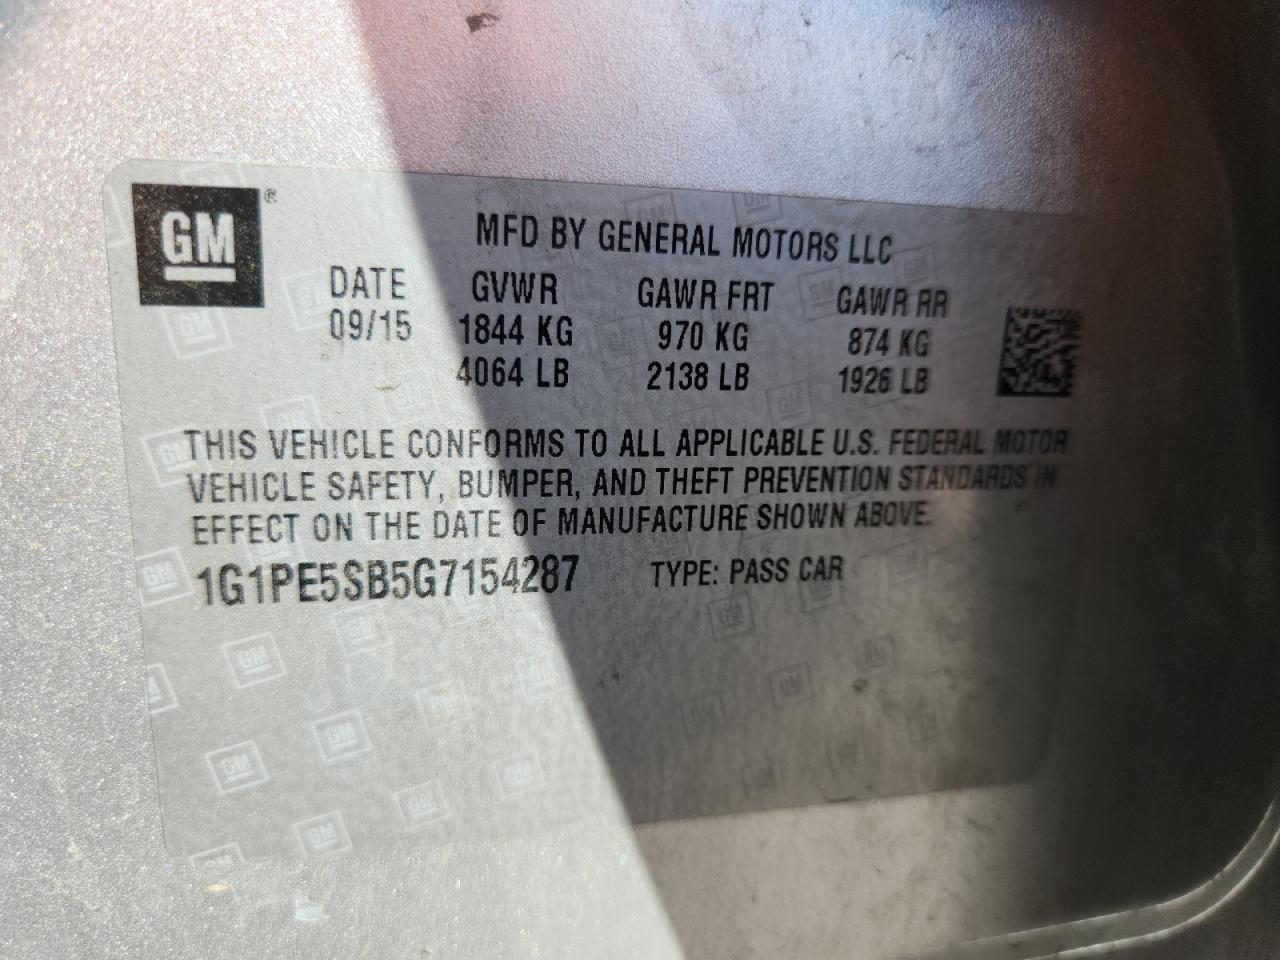 GM®
MFD BY GENERAL MOTORS LLC
DATE GVWR GAWR FRT GAWR RR
09/15 1844 KG 970 KG 874 KG
4064 LB 2138 LB 1926 LB
THIS VEHICLE CONFORMS TO ALL APPLICABLE U.S. FEDERAL MOTOR
VEHICLE SAFETY, BUMPER, AND THEFT PREVENTION STANDARDS IN
EFFECT ON THE DATE OF MANUFACTURE SHOWN ABOVE.
1G1PE5SB5G7154287 TYPE: PASS CAR